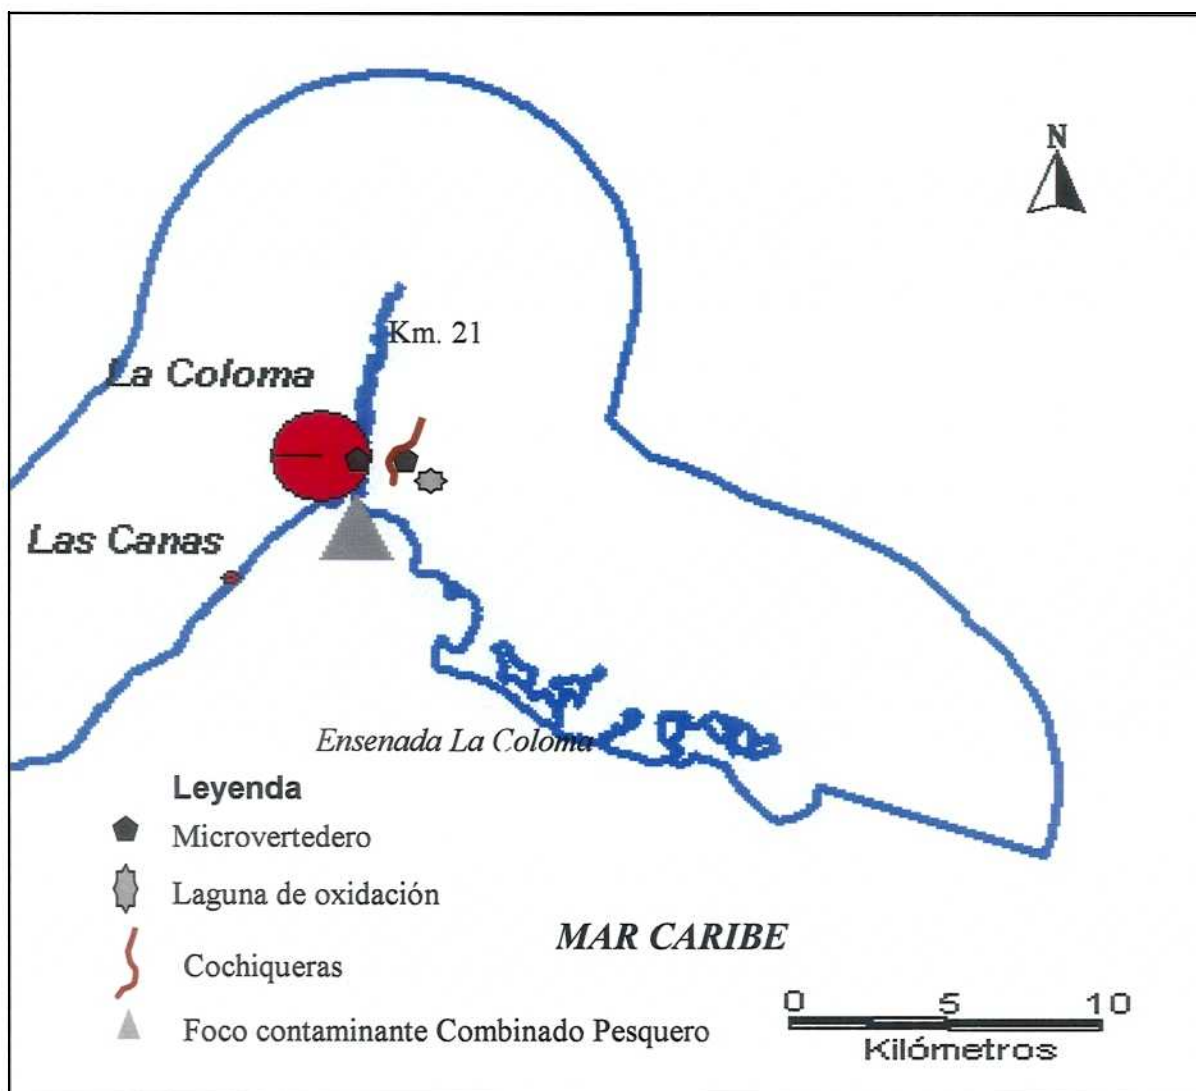 N
Km. 21
La Coloma
Las Canas
Ensenada La Coloma
Leyenda
Microvertedero
Laguna de oxidación
Cochiqueras
Foco contaminante Combinado Pesquero
MAR CARIBE
0 5 10
Kilómetros